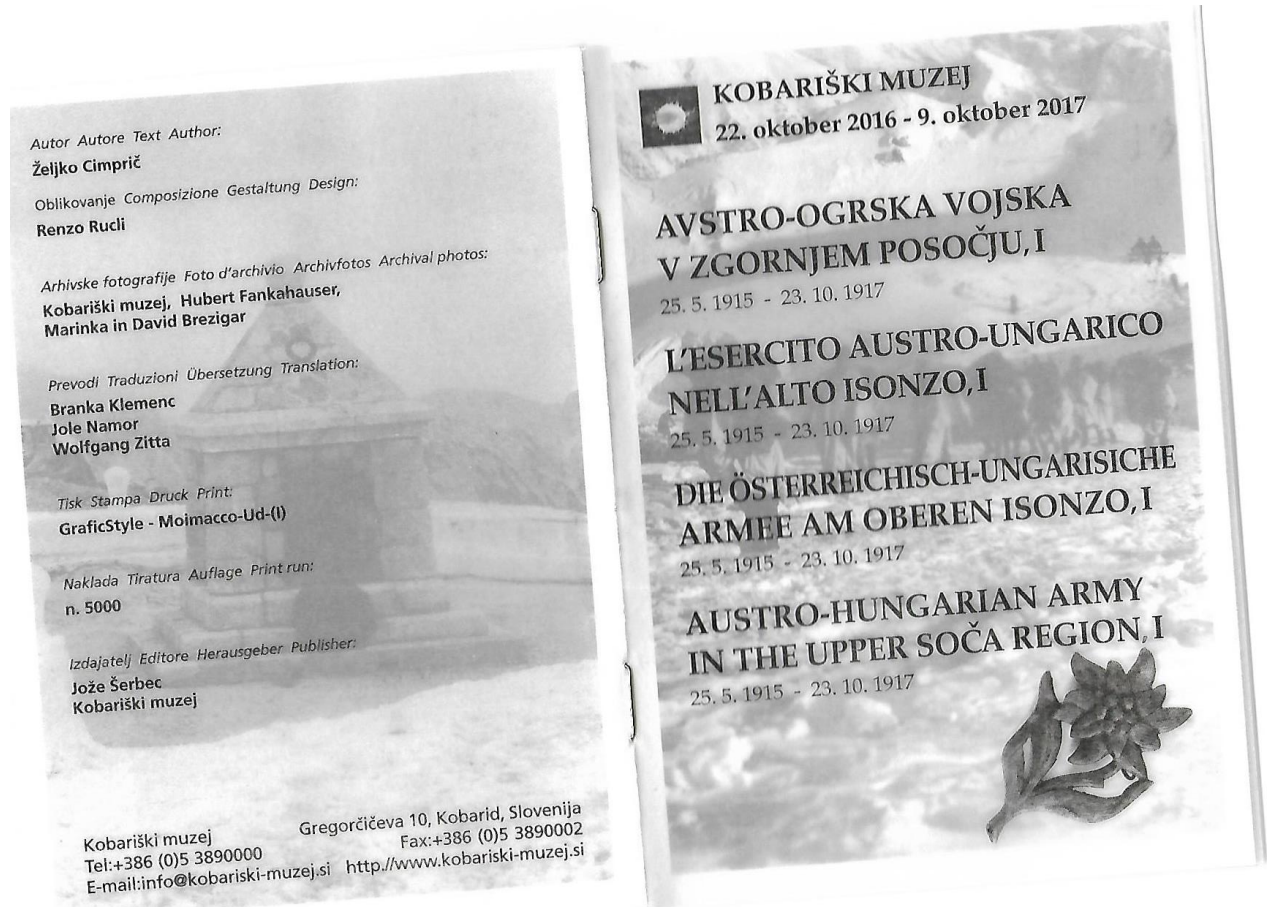 Autor Autore Text Author:
Željko Cimprič
Oblikovanje Composizione Gestaltung Design:
Renzo Rucli
Arhivske fotografije Foto d'archivio Archivfotos Archival photos:
Kobariški muzej, Hubert Fankahauser,
Marinka in David Brezigar
Prevodi Traduzioni Übersetzung Translation:
Branka Klemenc
Jole Namor
Wolfgang Zitta
Tisk Stampa Druck Print:
GraficStyle - Moimacco-Ud-(I)
Naklada Tiratura Auflage Print run:
n. 5000
Izdajatelj Editore Herausgeber Publisher:
Jože Šerbec
Kobariški muzej
Kobariški muzej Gregorčičeva 10, Kobarid, Slovenija
Tel:+386 (0)5 3890000 Fax:+386 (0)5 3890002
E-mail:info@kobariski-muzej.si http.//www.kobariski-muzej.si
KOBARIŠKI MUZEJ
22. oktober 2016 - 9. oktober 2017
AVSTRO-OGRSKA VOJSKA
V ZGORNJEM POSOČJU, I
25. 5. 1915 - 23. 10. 1917
L'ESERCITO AUSTRO-UNGARICO
NELL'ALTO ISONZO, I
25. 5. 1915 - 23. 10. 1917
DIE ÖSTERREICHISCH-UNGARISICHE
ARMEE AM OBEREN ISONZO, I
25. 5. 1915 - 23. 10. 1917
AUSTRO-HUNGARIAN ARMY
IN THE UPPER SOČA REGION, I
25. 5. 1915 - 23. 10. 1917